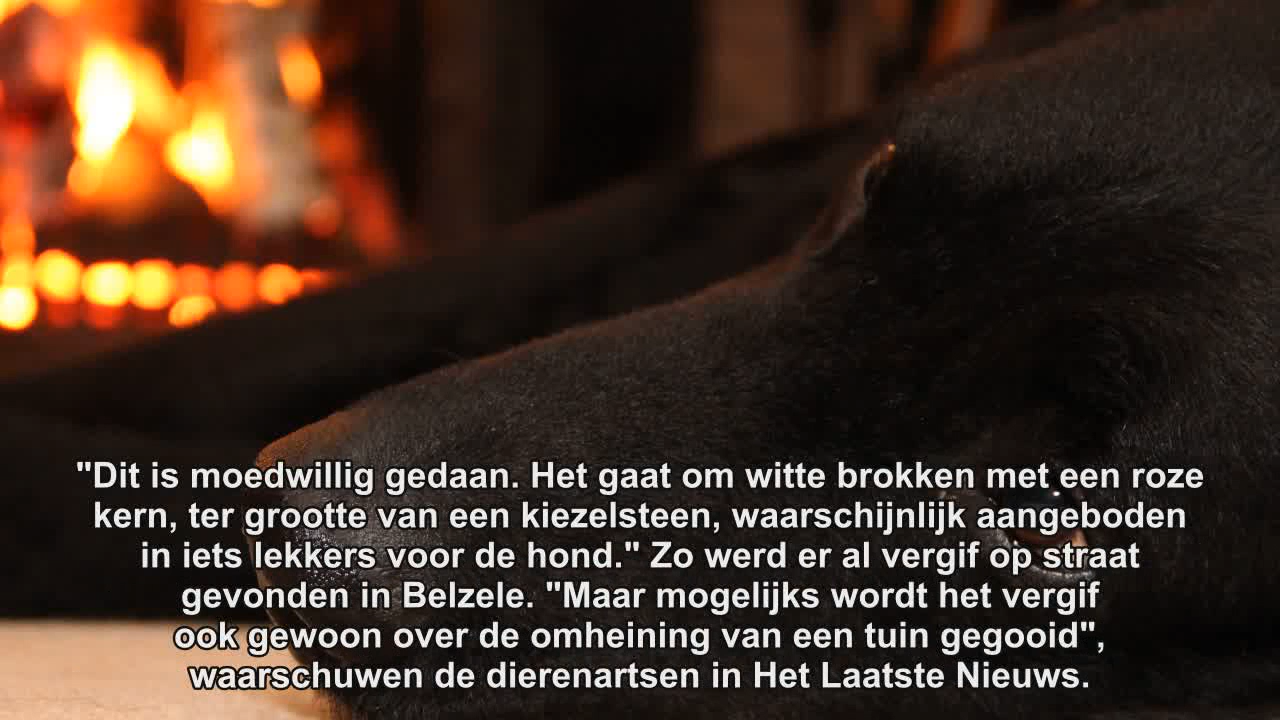 "Dit is moedwillig gedaan. Het gaat om witte brokken met een roze
kern, ter grootte van een kiezelsteen, waarschijnlijk aangeboden
in iets lekkers voor de hond." Zo werd er al vergif op straat
gevonden in Belzele. "Maar mogelijks wordt het vergif
ook gewoon over de omheining van een tuin gegooid",
waarschuwen de dierenartsen in Het Laatste Nieuws.